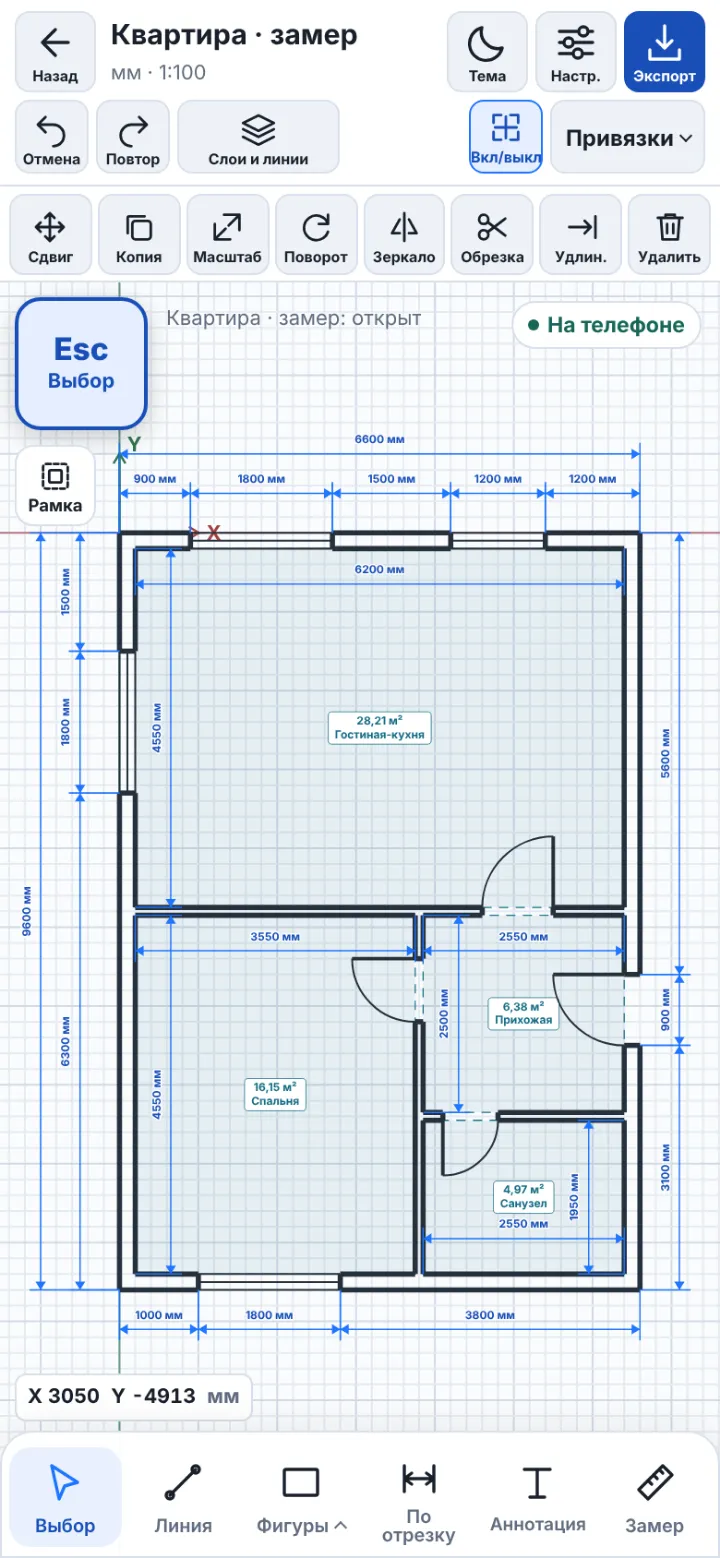 Квартира · замер
мм · 1:100
Назад
Тема
Настр.
Экспорт
Отмена
Повтор
Слои и линии
Вкл/выкл
Привязки
Сдвиг
Копия
Масштаб
Поворот
Зеркало
Обрезка
Удлин.
Удалить
Esc
Выбор
Квартира · замер: открыт
На телефоне
Рамка
Y
X
6600 мм
900 мм
1800 мм
1500 мм
1200 мм
1200 мм
6200 мм
1500 мм
1800 мм
4550 мм
28,21 м²
Гостиная-кухня
5600 мм
9600 мм
6300 мм
3550 мм
2550 мм
2500 мм
6,38 м²
Прихожая
900 мм
4550 мм
16,15 м²
Спальня
3100 мм
4,97 м²
Санузел
1950 мм
2550 мм
1000 мм
1800 мм
3800 мм
X 3050 Y -4913 мм
Выбор
Линия
Фигуры
По
отрезку
Аннотация
Замер